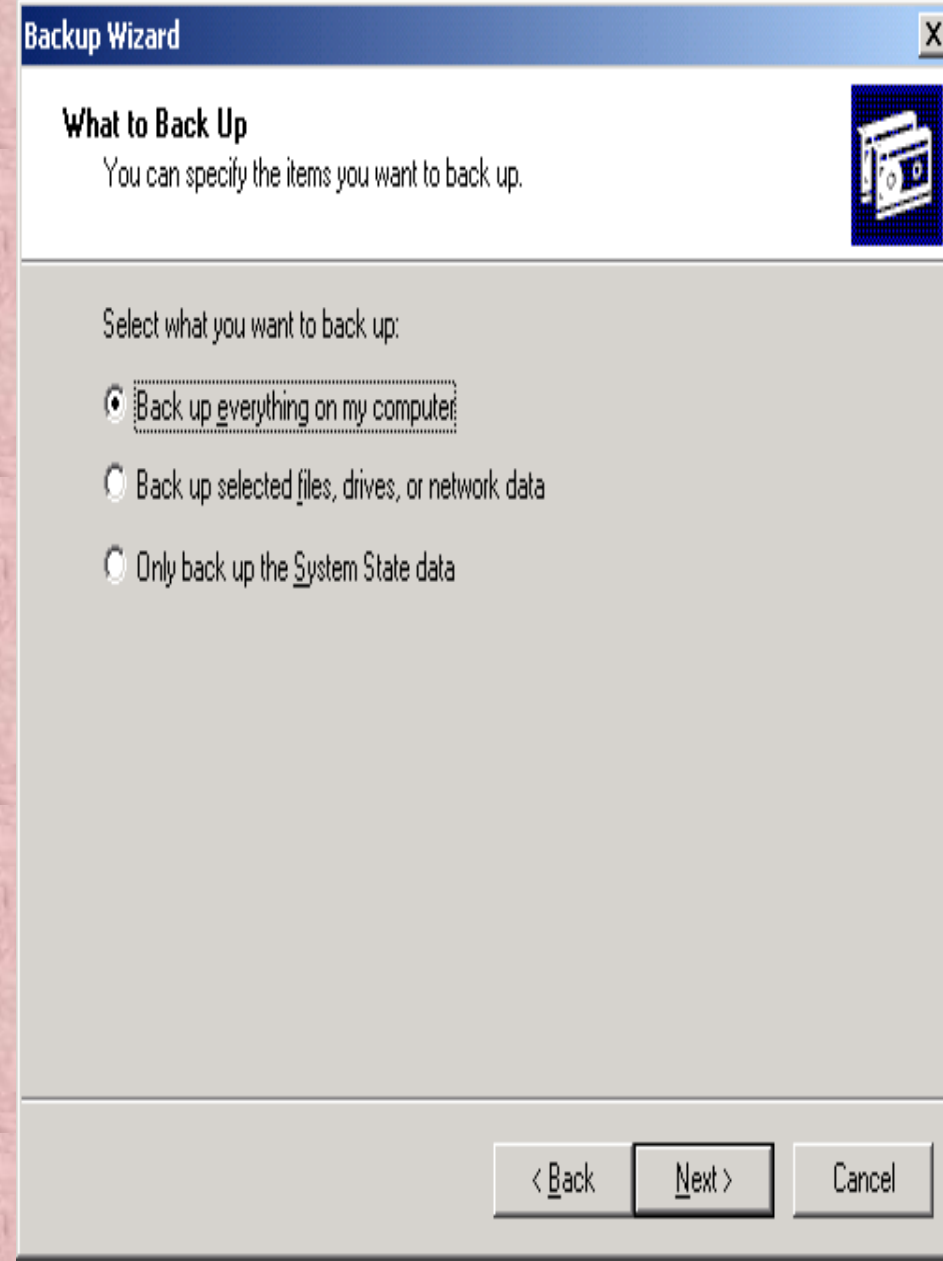 Backup Wizard
X
What to Back Up
You can specify the items you want to back up.
Select what you want to back up:
Back up everything on my computer
Back up selected files, drives, or network data
Only back up the System State data
< Back
Next >
Cancel